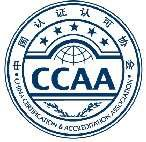 中国认证认可协会
CCAA
CHINA CERTIFICATION & ACCREDITATION ASSOCIATION